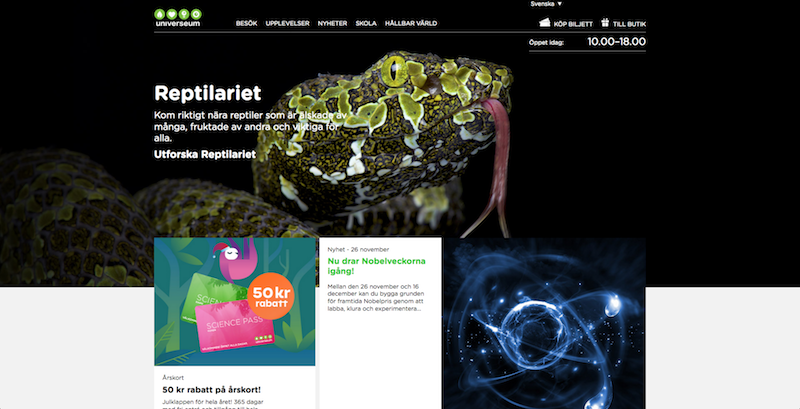 Svenska ▼
universeum
BESÖK UPPLEVELSER NYHETER SKOLA HÅLLBAR VÄRLD
KÖP BILJETT TILL BUTIK
Öppet idag: 10.00–18.00
Reptilariet
Kom riktigt nära reptiler som är älskade av
många, fruktade av andra och viktiga för
alla.
Utforska Reptilariet
50 kr
rabatt
SCIENCE PASS
Årskort
50 kr rabatt på årskort!
Julklappen för hela året! 365 dagar
Nyhet - 26 november
Nu drar Nobelveckorna
igång!
Mellan den 26 november och 16
december kan du bygga grunden
för framtida Nobelpris genom att
labba, klura och experimentera...